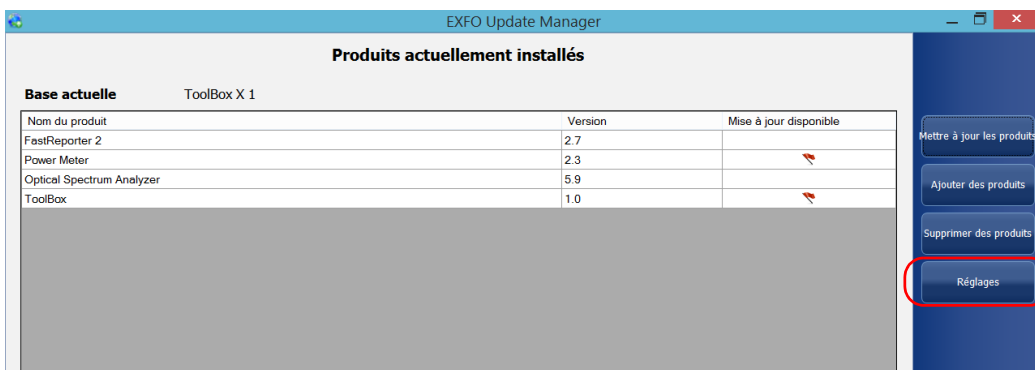 EXFO Update Manager
Produits actuellement installés
Base actuelle ToolBox X 1
Nom du produit Version Mise à jour disponible
FastReporter 2 2.7
Power Meter 2.3
Optical Spectrum Analyzer 5.9
ToolBox 1.0
Mettre à jour les produits
Ajouter des produits
Supprimer des produits
Réglages